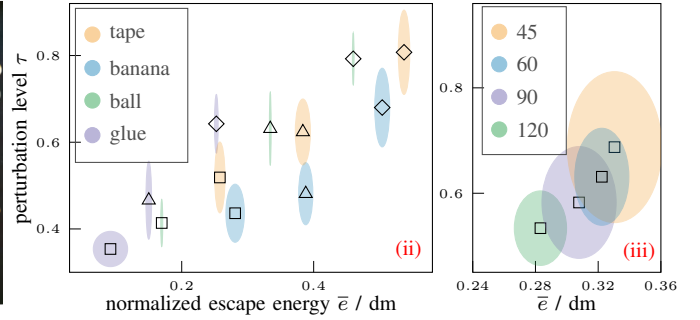 perturbation level τ
0.8
0.6
0.4
tape
banana
ball
glue
(ii)
0.2
0.4
normalized escape energy e̅ / dm
0.8
0.6
45
60
90
120
(iii)
0.24
0.28
0.32
0.36
e̅ / dm